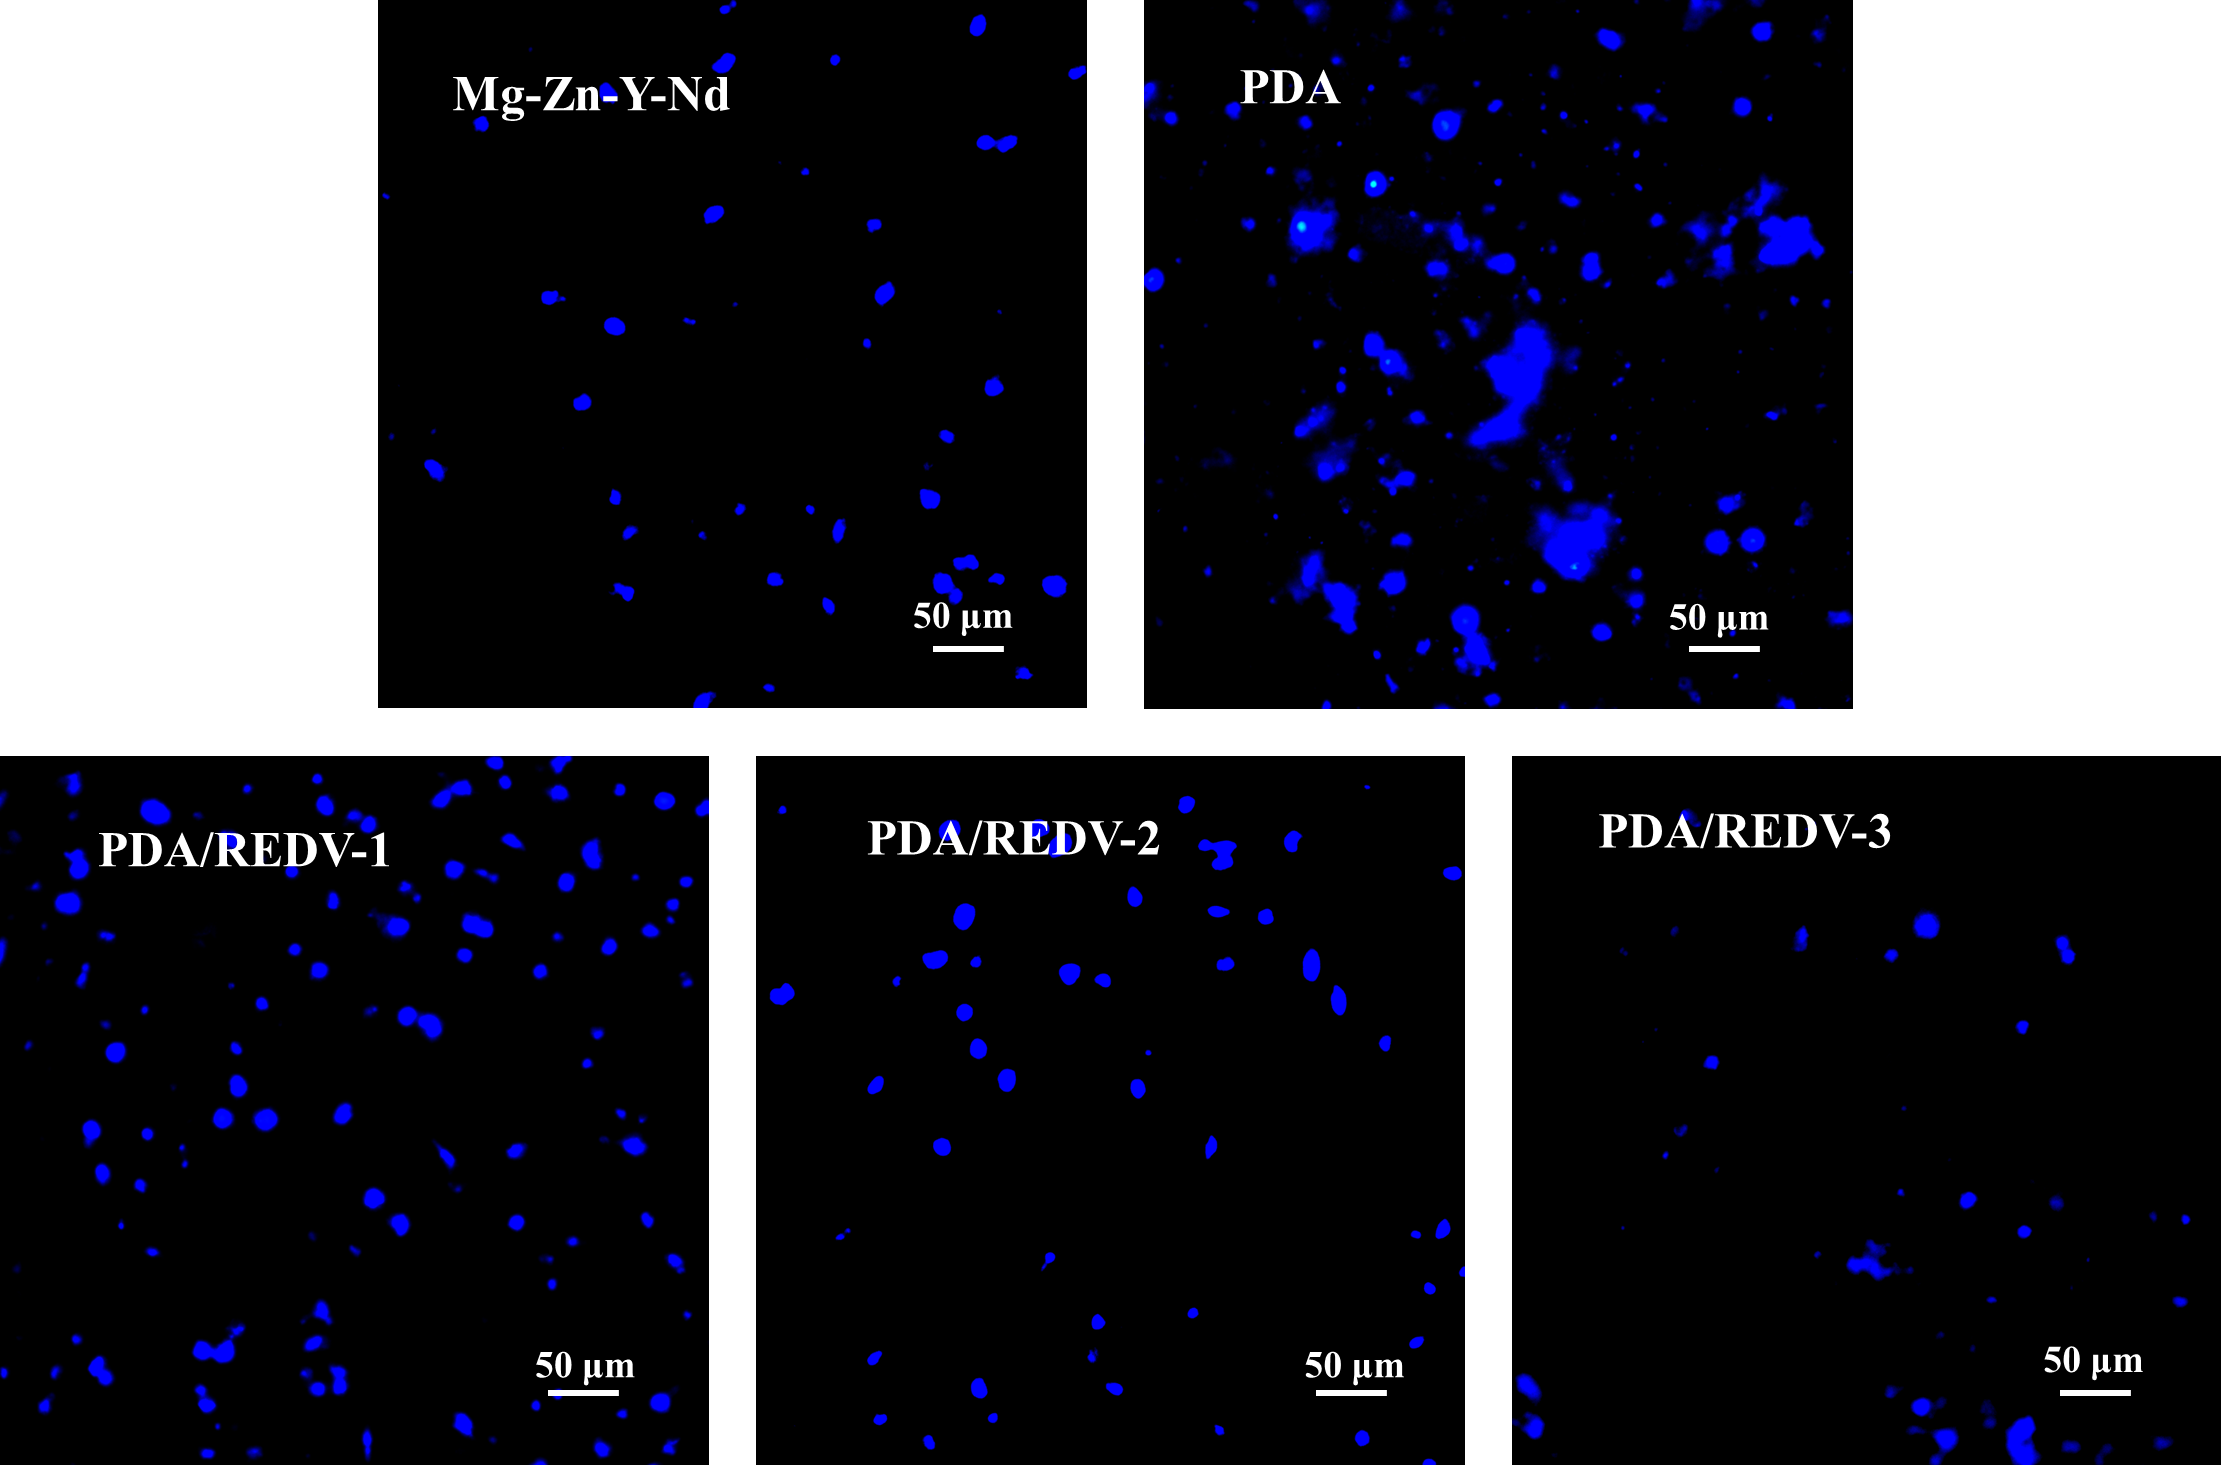 Mg-Zn-Y-Nd
50 µm
PDA
50 µm
PDA/REDV-1
50 µm
PDA/REDV-2
50 µm
PDA/REDV-3
50 µm